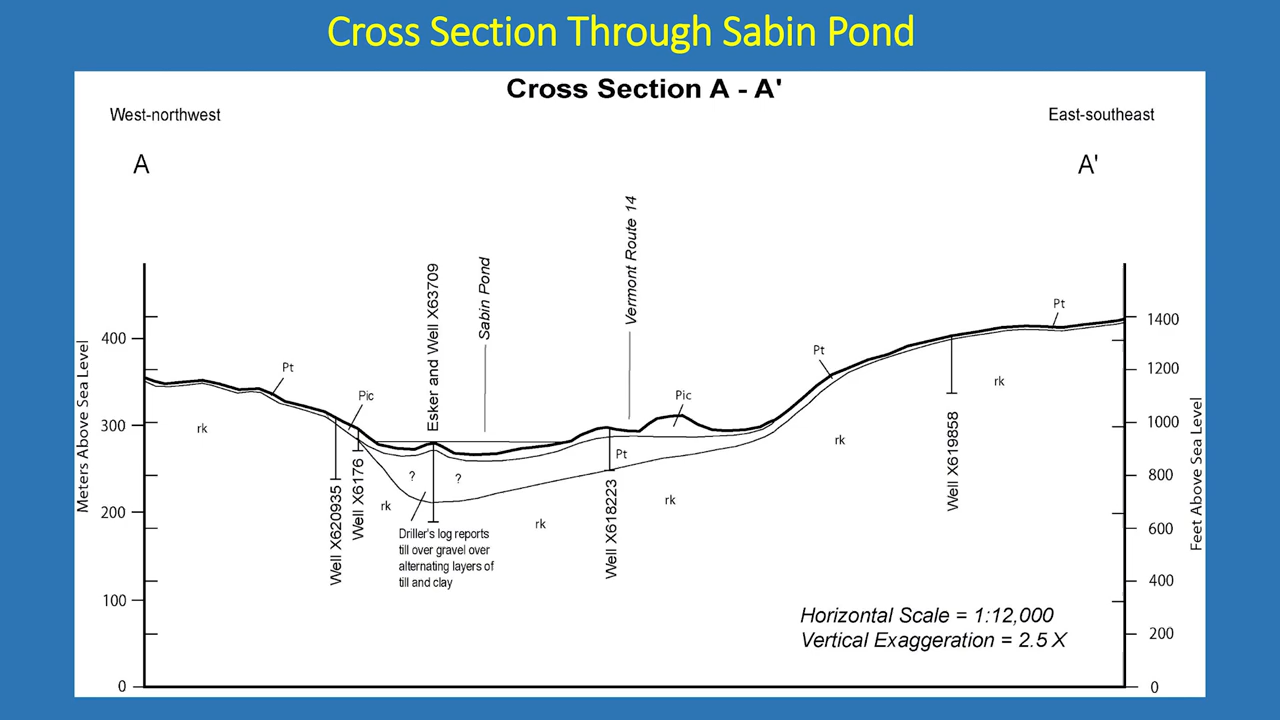 Cross Section Through Sabin Pond
Cross Section A - A'
West-northwest
East-southeast
A
A'
Meters Above Sea Level
400
300
200
100
0
Feet Above Sea Level
1400
1200
1000
800
600
400
200
0
Pt
Pic
rk
Well X620935
Well X6176
Esker and Well X63709
Sabin Pond
Vermont Route 14
?
?
rk
Driller's log reports
till over gravel over
alternating layers of
till and clay
rk
Pt
Well X618223
Pic
rk
Pt
rk
Well X619858
rk
Pt
Horizontal Scale = 1:12,000
Vertical Exaggeration = 2.5 X